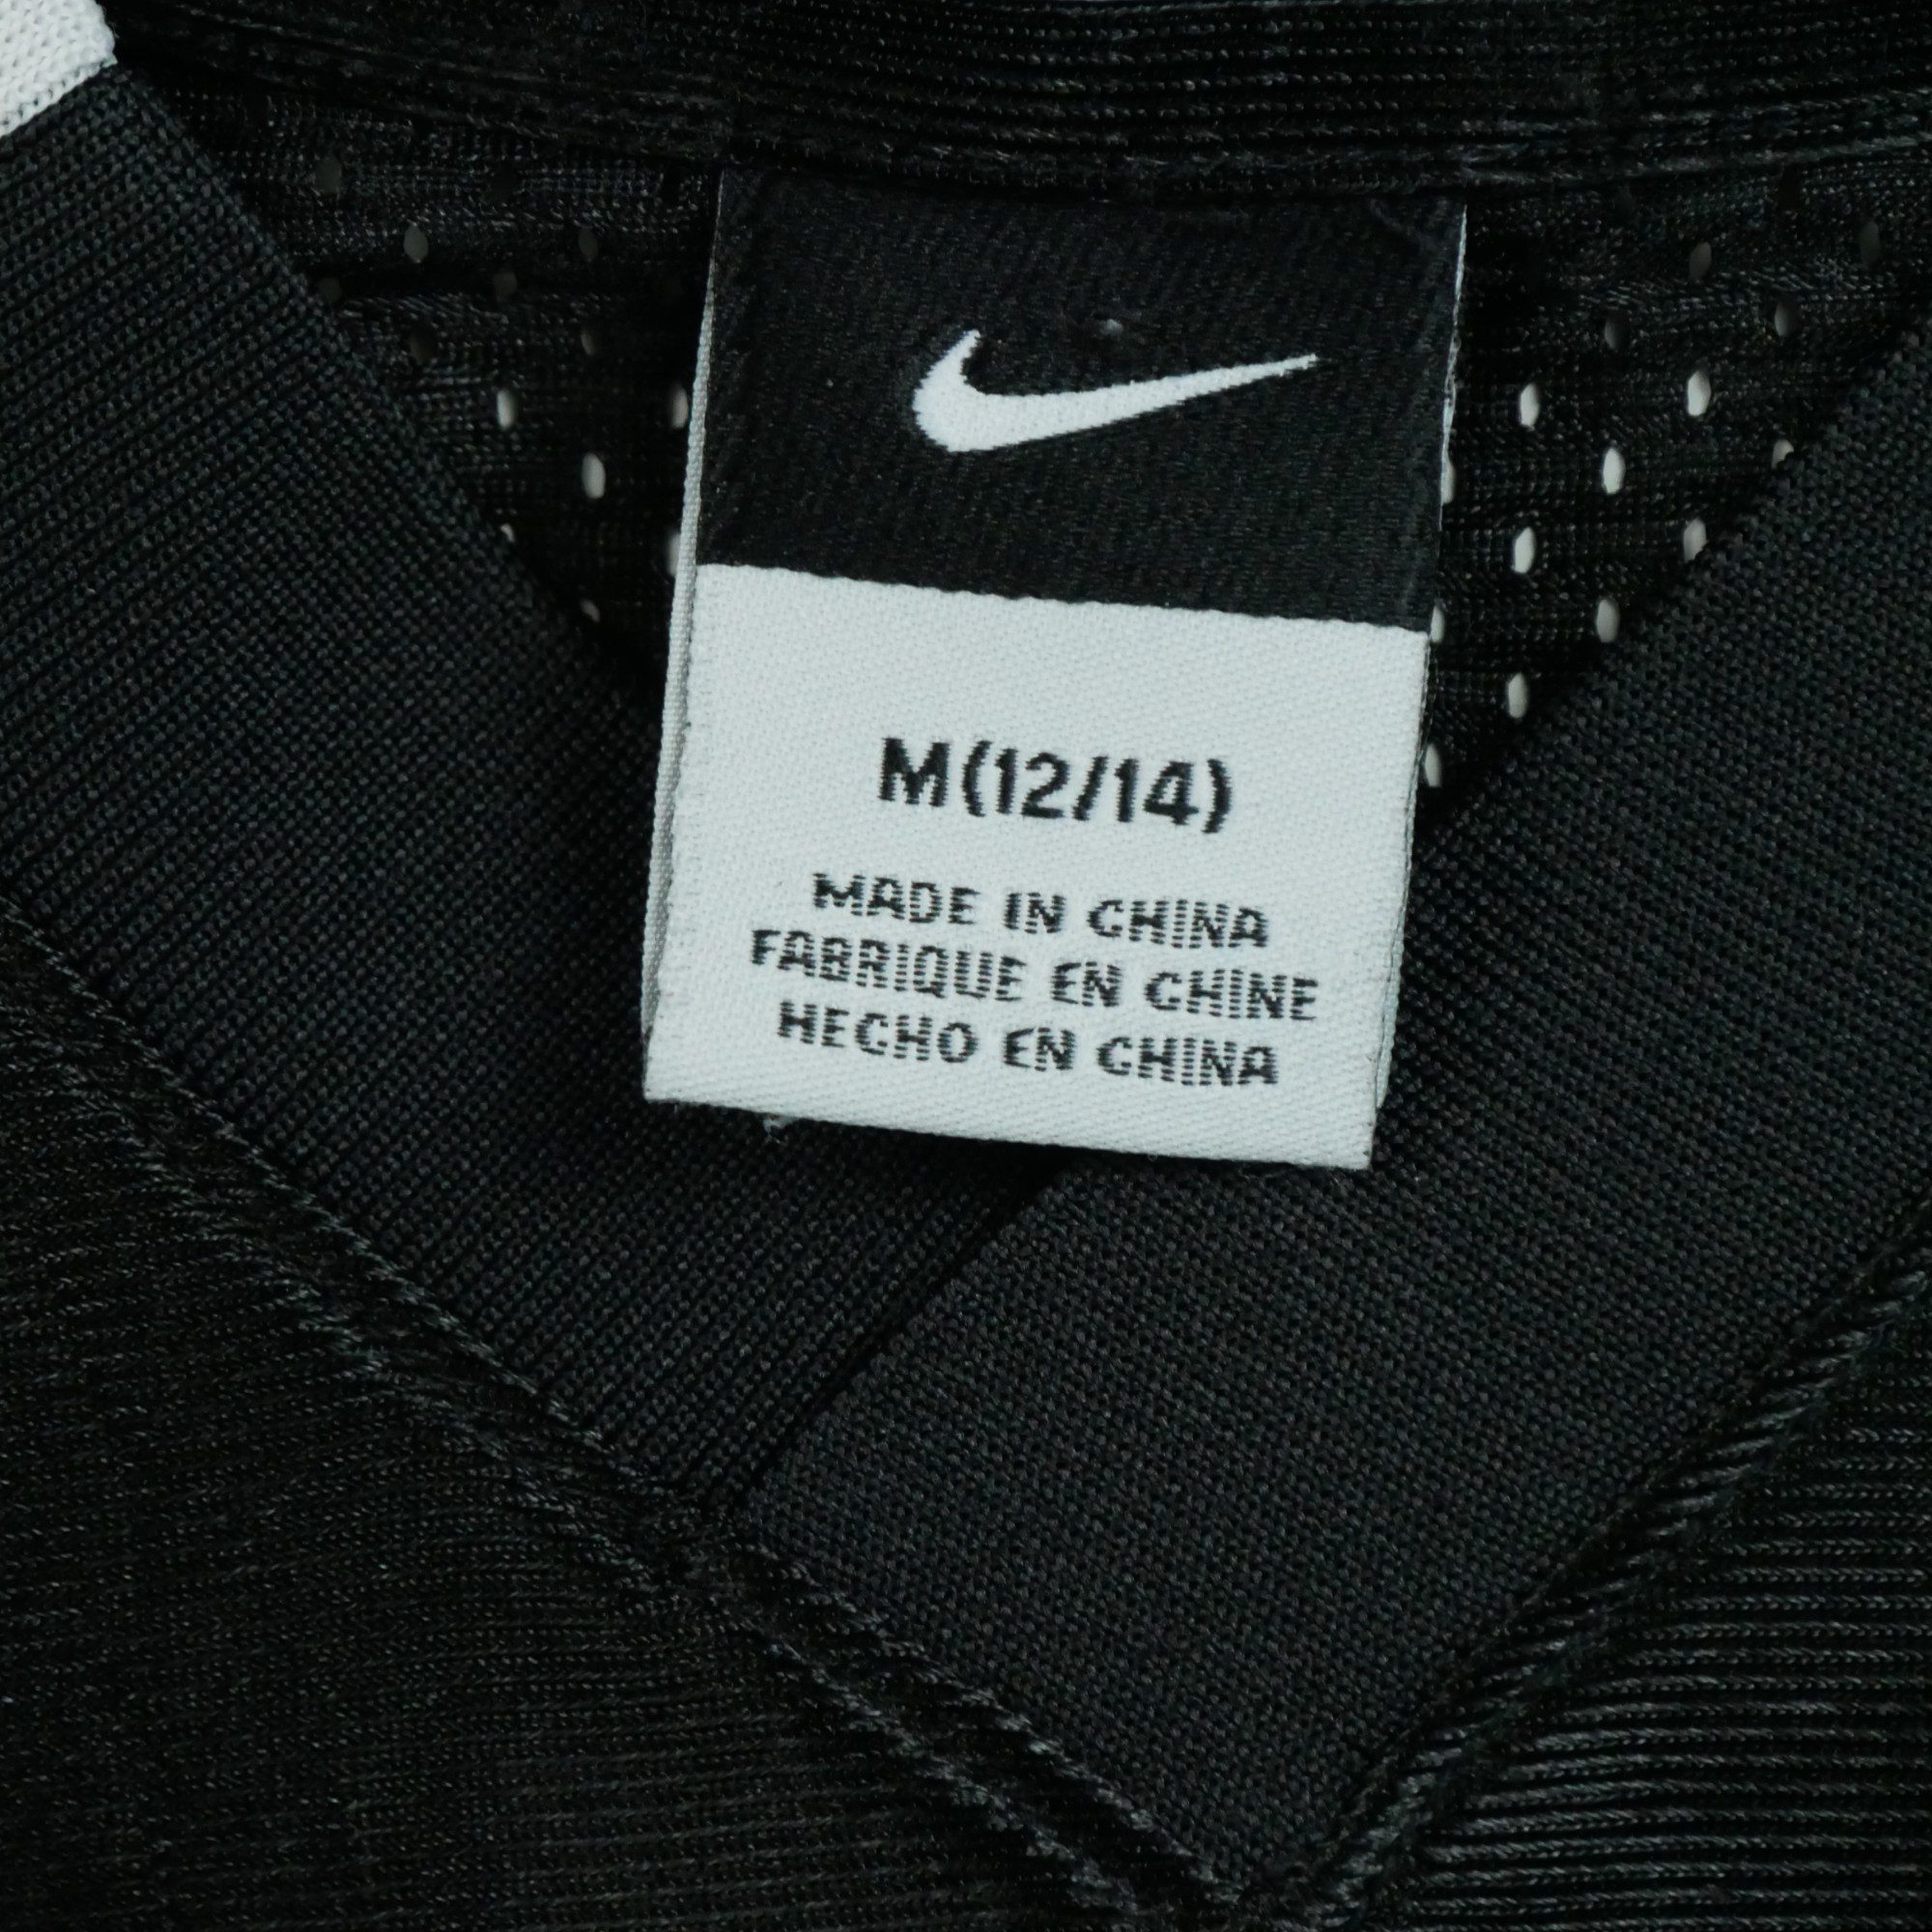 M(12/14)
MADE IN CHINA
FABRIQUE EN CHINE
HECHO EN CHINA